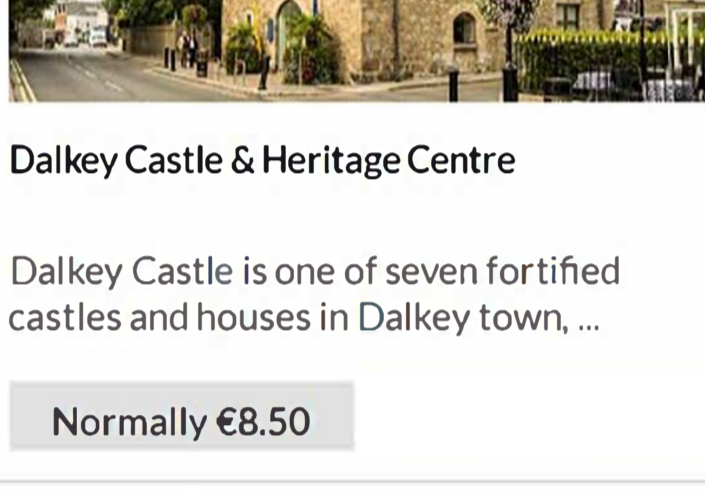 Dalkey Castle & Heritage Centre
Dalkey Castle is one of seven fortified
castles and houses in Dalkey town, ...
Normally €8.50